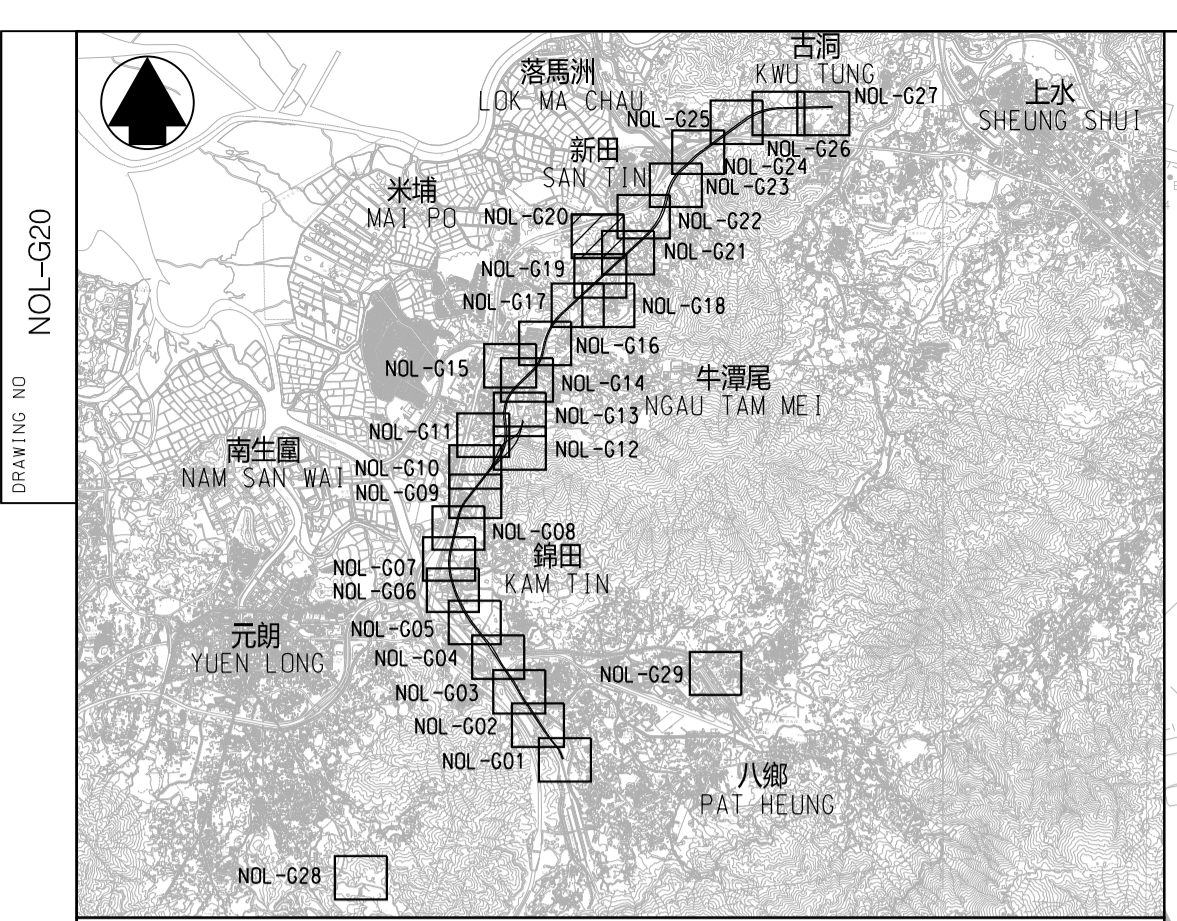 NOL-G20
DRAWING NO
古洞
KWU TUNG
落馬洲
LOK MA CHAU
上水
SHEUNG SHUI
NOL-G27
NOL-G25
NOL-G26
新田
SAN TIN
NOL-G24
NOL-G23
米埔
MAI PO
NOL-G20
NOL-G22
NOL-G21
NOL-G19
NOL-G17
NOL-G18
NOL-G16
NOL-G15
NOL-G14
牛潭尾
NGAU TAM MEI
NOL-G13
NOL-G11
NOL-G12
南生圍
NAM SAN WAI
NOL-G10
NOL-G09
NOL-G08
錦田
KAM TIN
NOL-G07
NOL-G06
元朗
YUEN LONG
NOL-G05
NOL-G04
NOL-G29
NOL-G03
NOL-G02
NOL-G01
八鄉
PAT HEUNG
NOL-G28